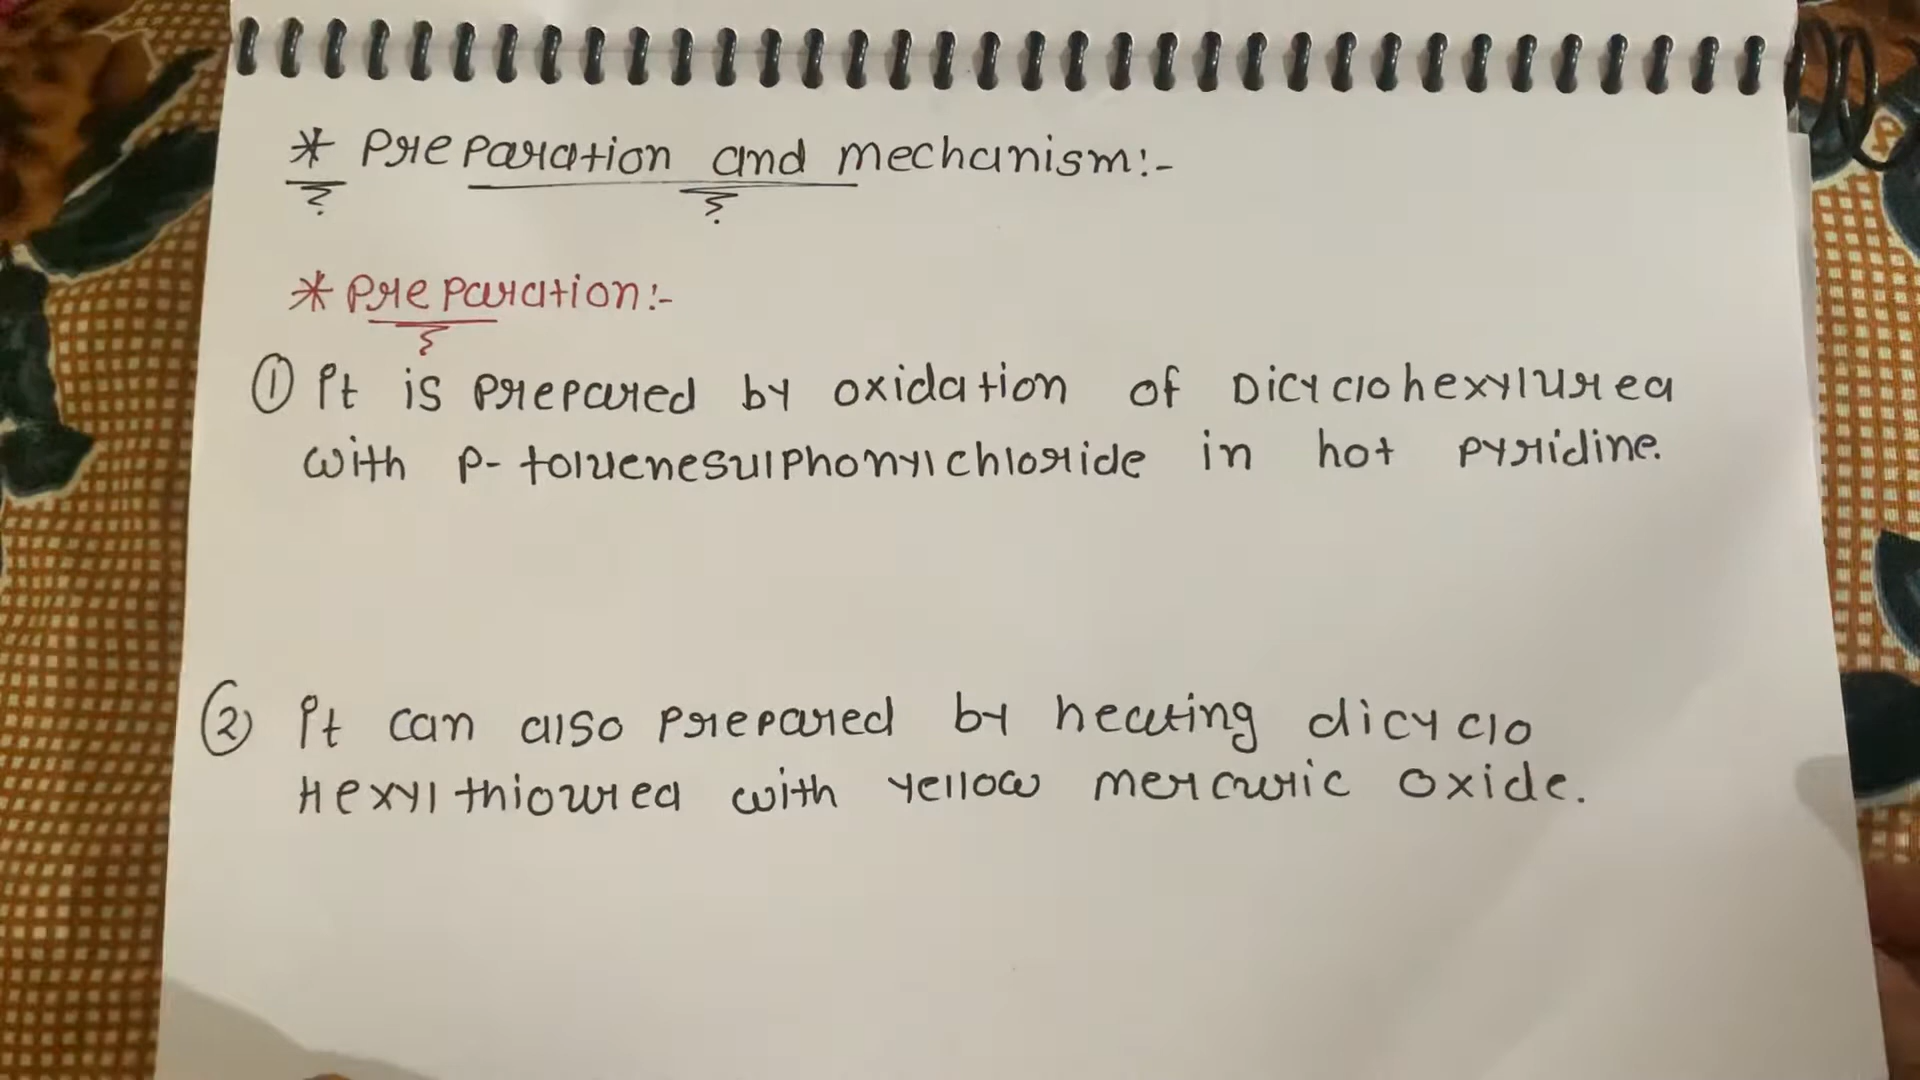 * Preparation and mechanism:-
* Preparation:-
① It is prepared by oxidation of Dicyclohexylurea
with p-toluenesulphonylchloride in hot pyridine.
② It can also prepared by heating dicyclo
Hexylthiourea with yellow mercuric oxide.